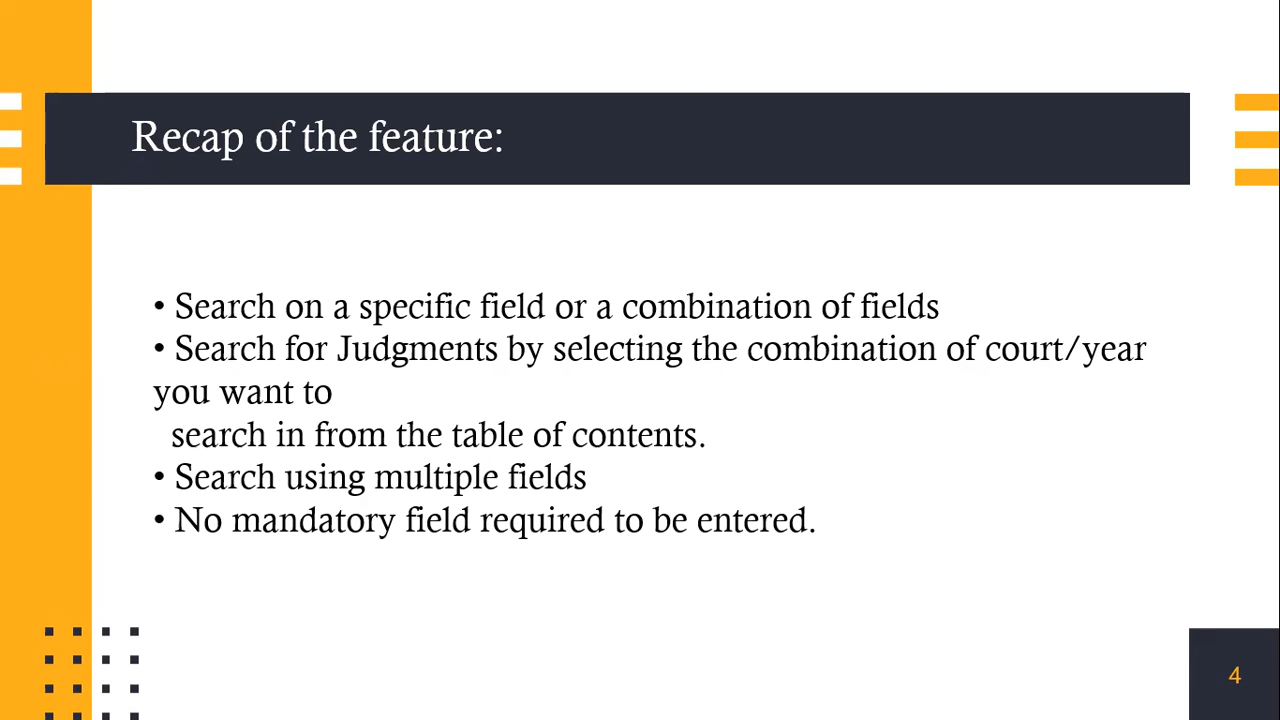 Recap of the feature:
• Search on a specific field or a combination of fields
• Search for Judgments by selecting the combination of court/year
you want to
search in from the table of contents.
• Search using multiple fields
• No mandatory field required to be entered.
4